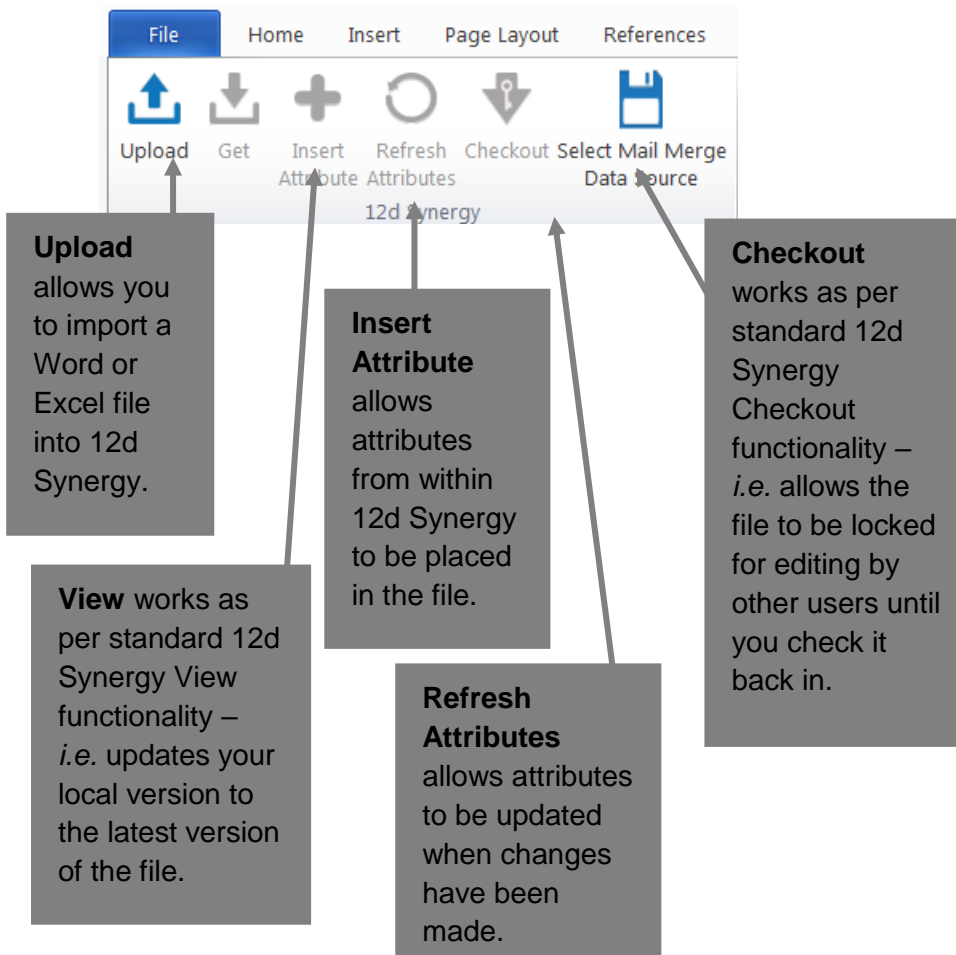 File Home Insert Page Layout References
Upload Get Insert Refresh Checkout Select Mail Merge
Attribute Attributes Data Source
12d Synergy
Upload
allows you
to import a
Word or
Excel file
into 12d
Synergy.
View works as
per standard 12d
Synergy View
functionality –
i.e. updates your
local version to
the latest version
of the file.
Insert
Attribute
allows
attributes
from within
12d Synergy
to be placed
in the file.
Refresh
Attributes
allows attributes
to be updated
when changes
have been
made.
Checkout
works as per
standard 12d
Synergy
Checkout
functionality –
i.e. allows the
file to be locked
for editing by
other users until
you check it
back in.